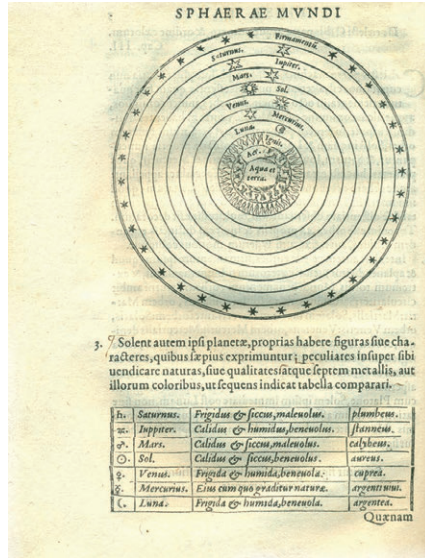 SPHAERAE MVNDI
Firmamentū.
Saturnus.
Iupiter.
Mars.
Sol.
Venus.
Mercurius.
Luna.
Ignis.
Aer.
Aqua et
terra.
3. Solent autem ipsi planetæ, proprias habere figuras siue cha-
racteres, quibus sæpius exprimuntur; peculiares insuper sibi
uendicare naturas, siue qualitates atque septem metallis, aut
illorum coloribus, ut sequens indicat tabella comparari.
♄. Saturnus. Frigidus & siccus, maleuolus. plumbeus.
♃. Iuppiter. Calidus & humidus, beneuolus. stanneus.
♂. Mars. Calidus & siccus, maleuolus. calybeus.
☉. Sol. Calidus & siccus, beneuolus. aureus.
♀. Venus. Frigida & humida, beneuola. cuprea.
☿. Mercurius. Eius cum quo graditur naturæ. argenti uiui.
☾. Luna. Frigida & humida, beneuola. argentea.
Quænam